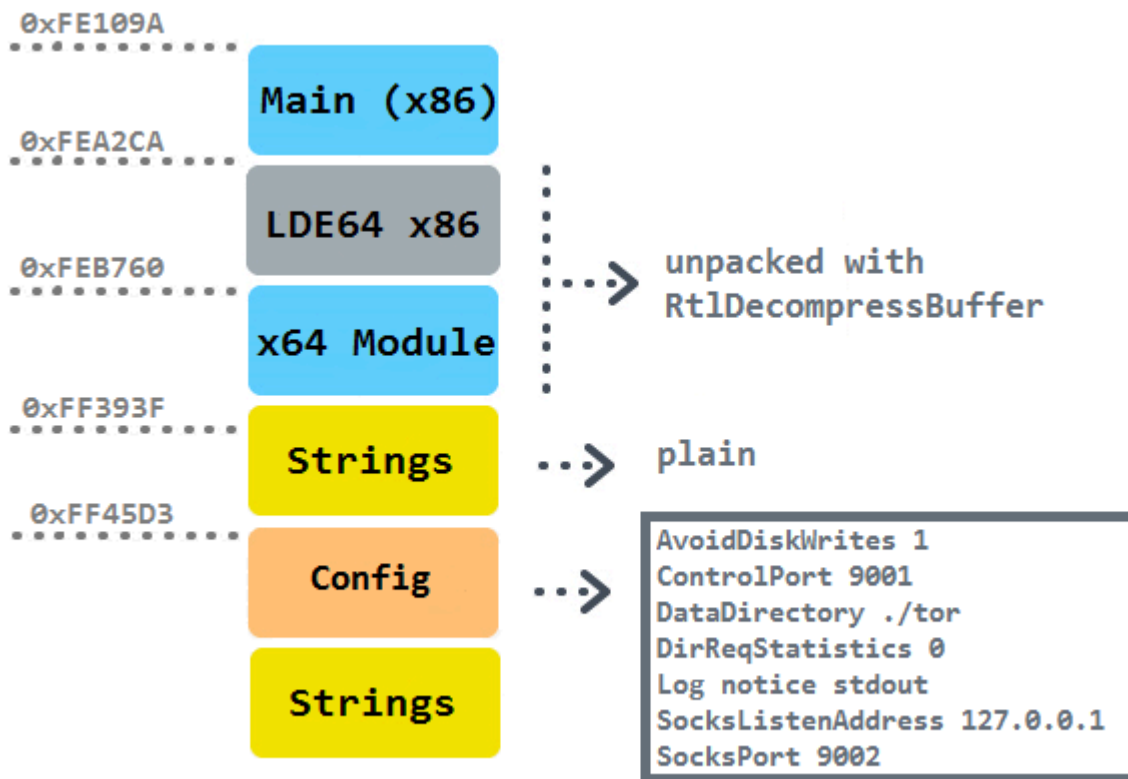 0xFE109A
Main (x86)
0xFEA2CA
LDE64 x86
0xFEB760
unpacked with
RtlDecompressBuffer
x64 Module
0xFF393F
Strings
plain
0xFF45D3
Config
AvoidDiskWrites 1
ControlPort 9001
DataDirectory ./tor
DirReqStatistics 0
Log notice stdout
SocksListenAddress 127.0.0.1
SocksPort 9002
Strings